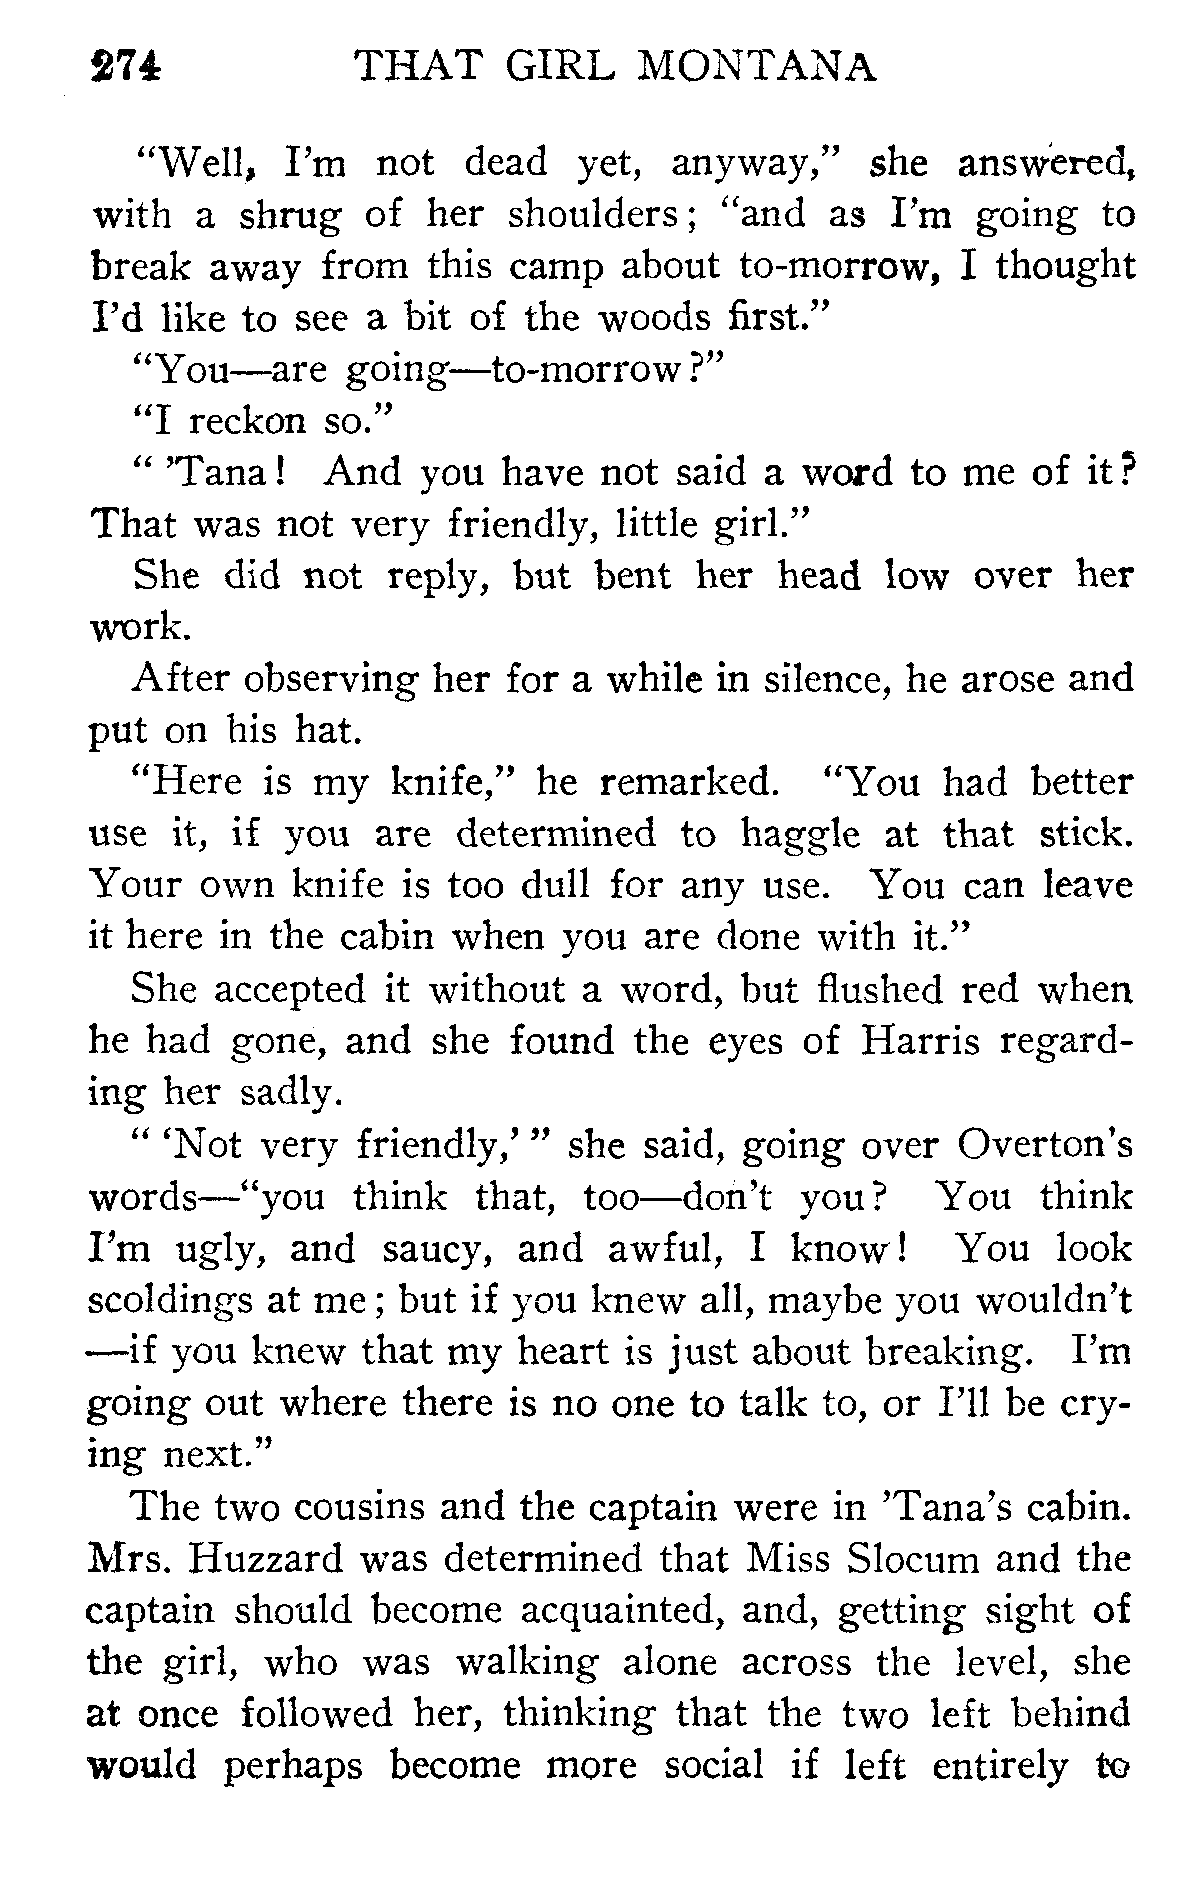 274 THAT GIRL MONTANA
“Well, I’m not dead yet, anyway,” she answered,
with a shrug of her shoulders; “and as I’m going to
break away from this camp about to-morrow, I thought
I’d like to see a bit of the woods first.”
“You—are going—to-morrow?”
“I reckon so.”
“ ’Tana! And you have not said a word to me of it?
That was not very friendly, little girl.”
She did not reply, but bent her head low over her
work.
After observing her for a while in silence, he arose and
put on his hat.
“Here is my knife,” he remarked. “You had better
use it, if you are determined to haggle at that stick.
Your own knife is too dull for any use. You can leave
it here in the cabin when you are done with it.”
She accepted it without a word, but flushed red when
he had gone, and she found the eyes of Harris regard-
ing her sadly.
“ ‘Not very friendly,’ ” she said, going over Overton’s
words—“you think that, too—don’t you? You think
I’m ugly, and saucy, and awful, I know! You look
scoldings at me; but if you knew all, maybe you wouldn’t
—if you knew that my heart is just about breaking. I’m
going out where there is no one to talk to, or I’ll be cry-
ing next.”
The two cousins and the captain were in ’Tana’s cabin.
Mrs. Huzzard was determined that Miss Slocum and the
captain should become acquainted, and, getting sight of
the girl, who was walking alone across the level, she
at once followed her, thinking that the two left behind
would perhaps become more social if left entirely to